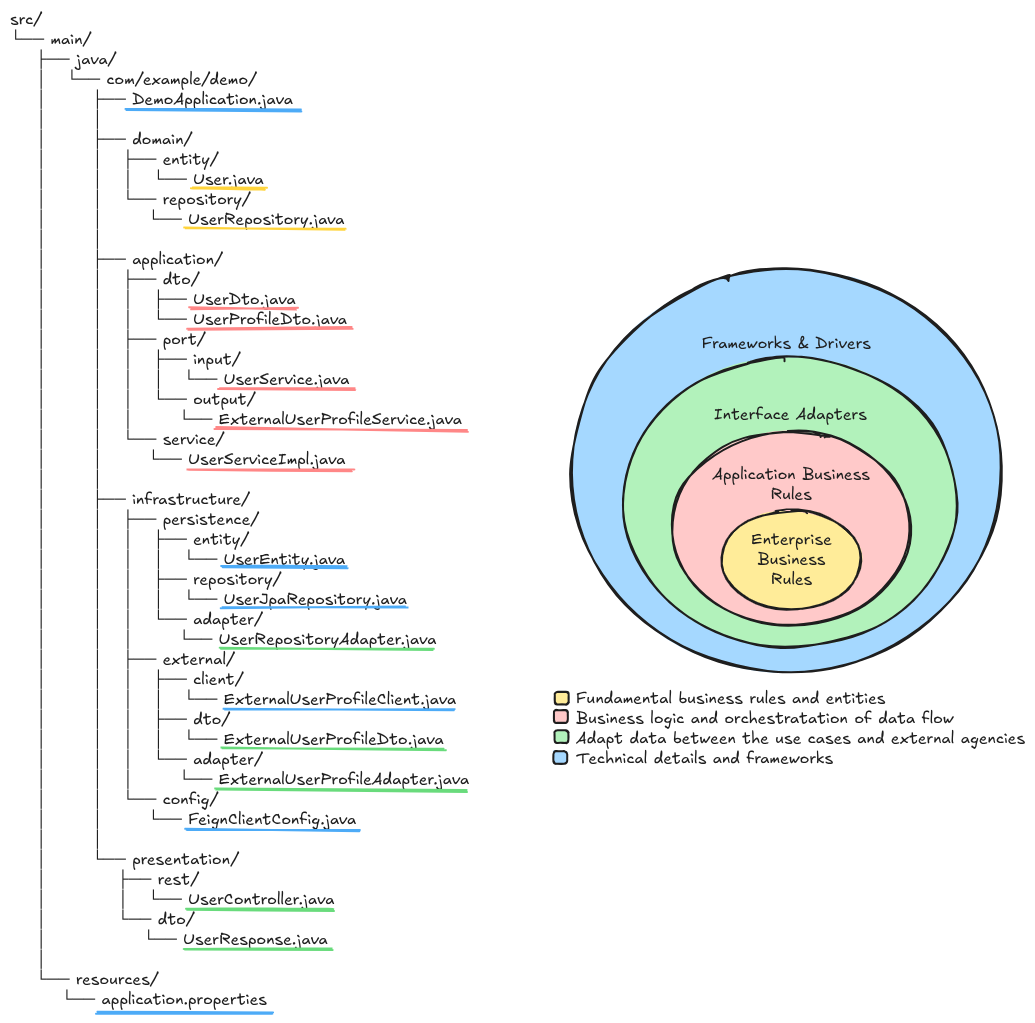 src/
main/
java/
com/example/demo/
DemoApplication.java
domain/
entity/
User.java
repository/
UserRepository.java
application/
dto/
UserDto.java
UserProfileDto.java
port/
input/
UserService.java
output/
ExternalUserProfileService.java
service/
UserServiceImpl.java
infrastructure/
persistence/
entity/
UserEntity.java
repository/
UserJpaRepository.java
adapter/
UserRepositoryAdapter.java
external/
client/
ExternalUserProfileClient.java
dto/
ExternalUserProfileDto.java
adapter/
ExternalUserProfileAdapter.java
config/
FeignClientConfig.java
presentation/
rest/
UserController.java
dto/
UserResponse.java
resources/
application.properties
Frameworks & Drivers
Interface Adapters
Application Business
Rules
Enterprise
Business
Rules
Fundamental business rules and entities
Business logic and orchestratation of data flow
Adapt data between the use cases and external agencies
Technical details and frameworks